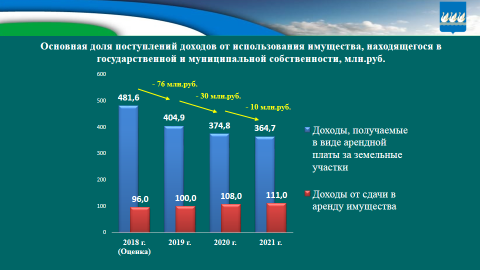 Основная доля поступлений доходов от использования имущества, находящегося в
государственной и муниципальной собственности, млн.руб.
600
500
400
300
200
100
0
- 76 млн.руб.
- 30 млн.руб.
- 10 млн.руб.
481,6
404,9
374,8
364,7
96,0
100,0
108,0
111,0
2018 г.
(Оценка)
2019 г.
2020 г.
2021 г.
Доходы, получаемые
в виде арендной
платы за земельные
участки
Доходы от сдачи в
аренду имущества